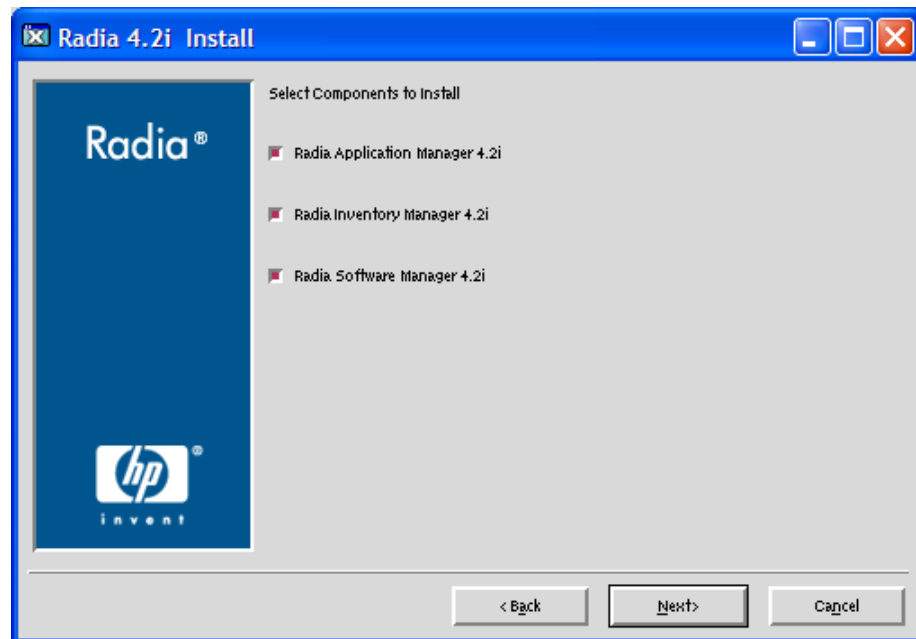 Radia 4.2i Install
Select Components to Install
Radia®
Radia Application Manager 4.2i
Radia Inventory Manager 4.2i
Radia Software Manager 4.2i
hp®
invent
< Back
Next>
Cancel